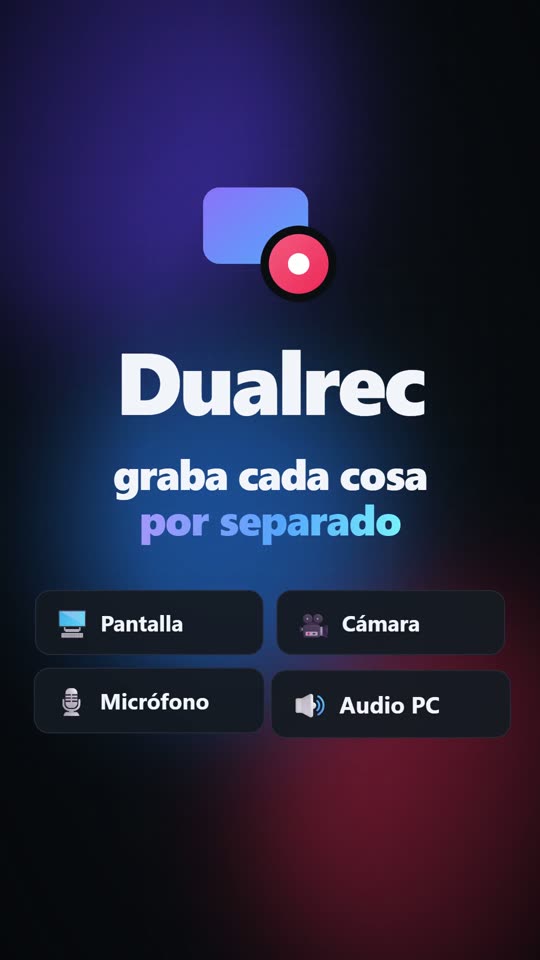 Dualrec
graba cada cosa
por separado
Pantalla
Cámara
Micrófono
Audio PC